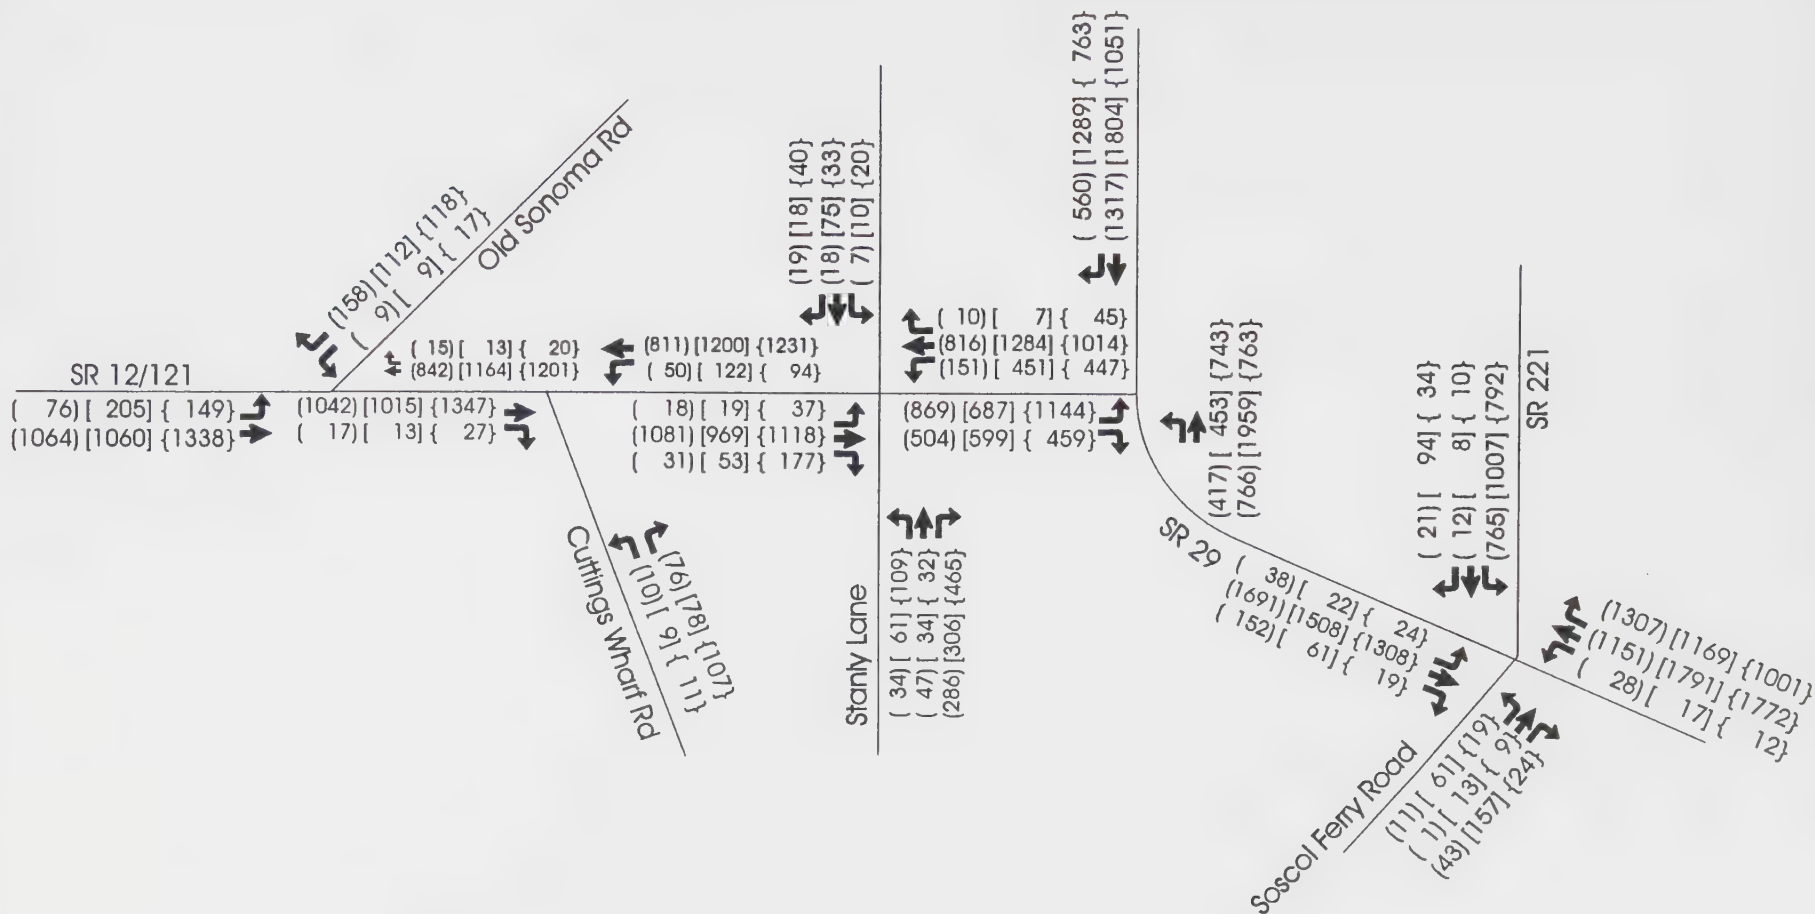 SR 12/121
( 76) [ 205] { 149}
(1064) [1060] {1338}
(158) [112] {118}
( 9) [ 9] { 17}
Old Sonoma Rd
( 15) [ 13] { 20}
(842) [1164] {1201}
(1042) [1015] {1347}
( 17) [ 13] { 27}
Cuttings Wharf Rd
(76) [78] {107}
(10) [ 9] { 11}
(811) [1200] {1231}
( 50) [ 122] { 94}
( 18) [ 19] { 37}
(1081) [969] {1118}
( 31) [ 53] { 177}
(19) [18] {40}
(18) [75] {33}
( 7) [10] {20}
Stanly Lane
( 34) [ 61] {109}
( 47) [ 34] { 32}
(286) [306] {465}
( 10) [ 7] { 45}
(816) [1284] {1014}
(151) [ 451] { 447}
(869) [687] {1144}
(504) [599] { 459}
( 560) [1289] { 763}
(1317) [1804] {1051}
(417) [ 453] {743}
(766) [1959] {763}
SR 29
( 38) [ 22] { 24}
(1691) [1508] {1308}
( 152) [ 61] { 19}
( 21) [ 94] { 34}
( 12) [ 8] { 10}
(765) [1007] {792}
SR 221
(1307) [1169] {1001}
(1151) [1791] {1772}
( 28) [ 17] { 12}
Soscol Ferry Road
(11) [ 61] {19}
( 1) [ 13] { 9}
(43) [157] {24}